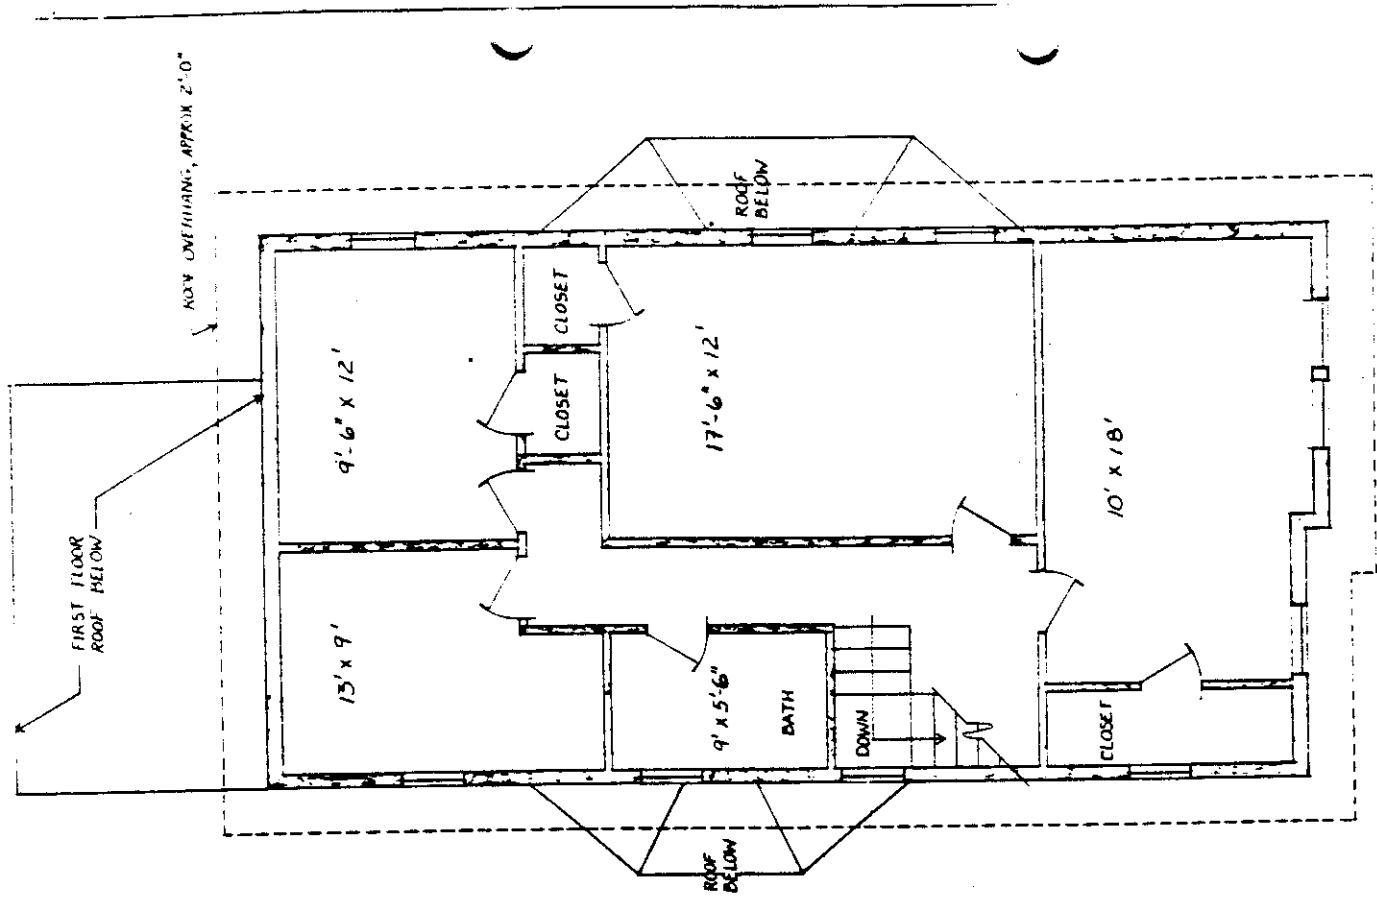 ROOF OVERHANG, APPROX 2'-0"
FIRST FLOOR
ROOF BELOW
ROOF
BELOW
9'-6" X 12'
CLOSET
CLOSET
17'-6" X 12'
10' X 18'
13' X 9'
9' X 5'-6"
BATH
DOWN
CLOSET
ROOF
BELOW